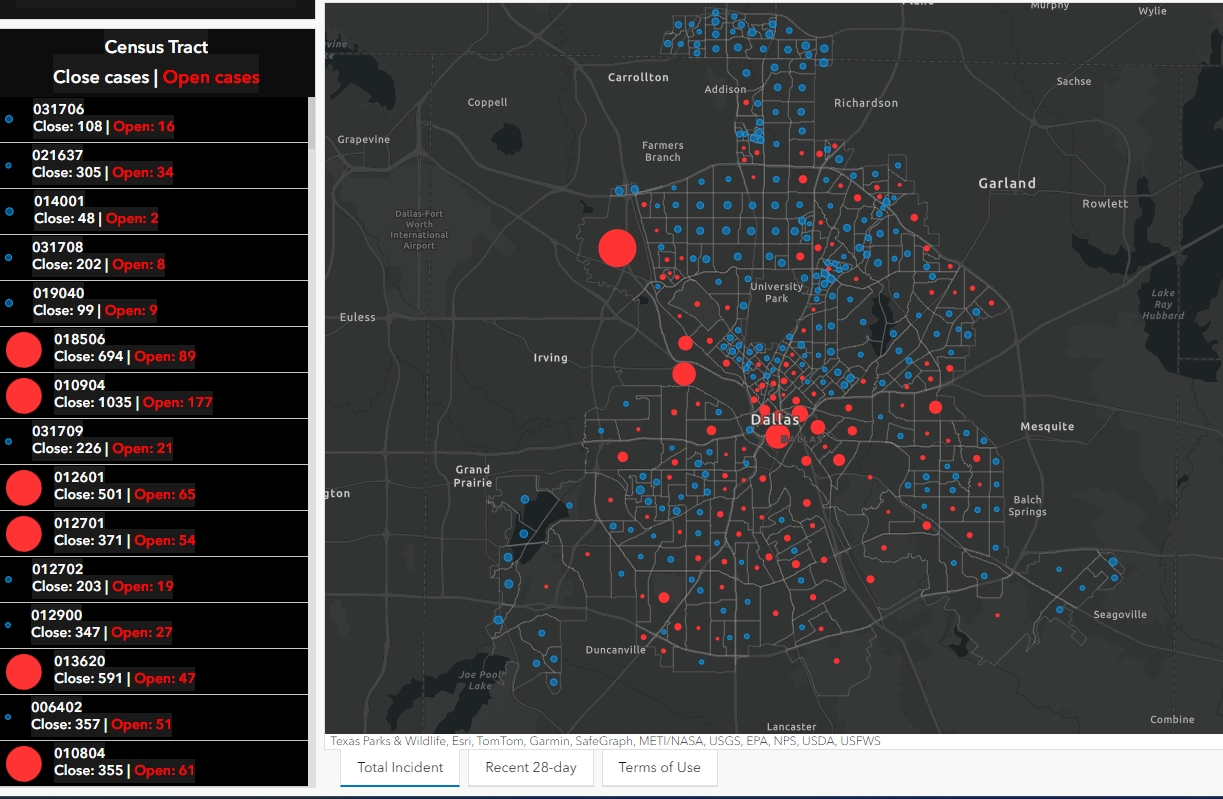 Census Tract
Close cases | Open cases
031706
Close: 108 | Open: 16
021637
Close: 305 | Open: 34
014001
Close: 48 | Open: 2
031708
Close: 202 | Open: 8
019040
Close: 99 | Open: 9
018506
Close: 694 | Open: 89
010904
Close: 1035 | Open: 177
031709
Close: 226 | Open: 21
012601
Close: 501 | Open: 65
012701
Close: 371 | Open: 54
012702
Close: 203 | Open: 19
012900
Close: 347 | Open: 27
013620
Close: 591 | Open: 47
006402
Close: 357 | Open: 51
010804
Close: 355 | Open: 61
Murphy
Wylie
Carrollton
Addison
Sachse
Coppell
Richardson
Grapevine
Farmers
Branch
Garland
Rowlett
Dallas-Fort
Worth
International
Airport
University
Park
Lake
Ray
Hubbard
Euless
Irving
Dallas
DALLAS
Mesquite
Grand
Prairie
gton
Balch
Springs
Seagoville
Duncanville
Joe Pool
Lake
Lancaster
Combine
Texas Parks & Wildlife, Esri, TomTom, Garmin, SafeGraph, METI/NASA, USGS, EPA, NPS, USDA, USFWS
Total Incident
Recent 28-day
Terms of Use